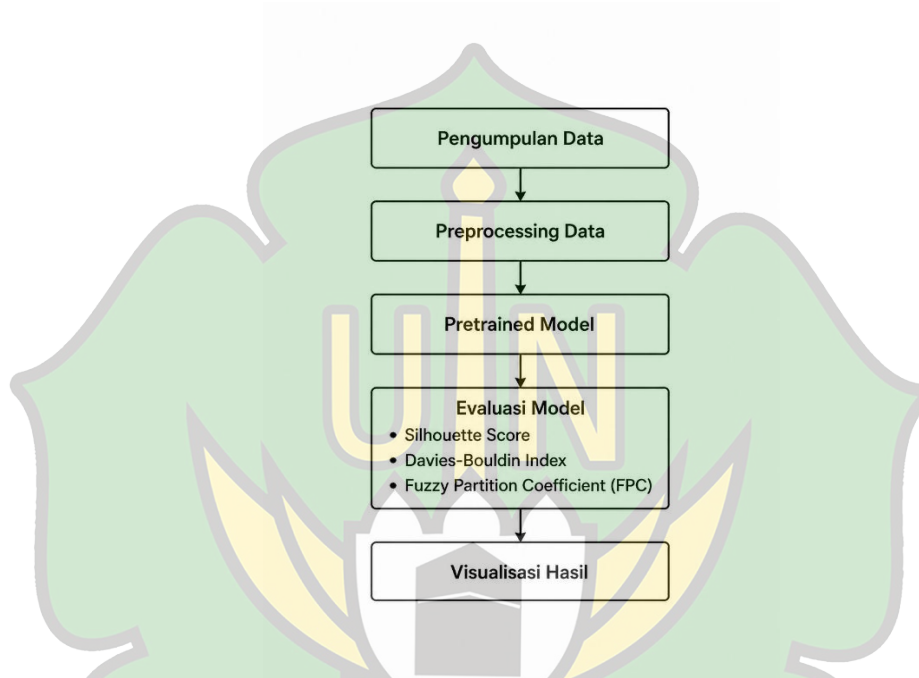 Pengumpulan Data
Preprocessing Data
Pretrained Model
UIN
Evaluasi Model
• Silhouette Score
• Davies-Bouldin Index
• Fuzzy Partition Coefficient (FPC)
Visualisasi Hasil